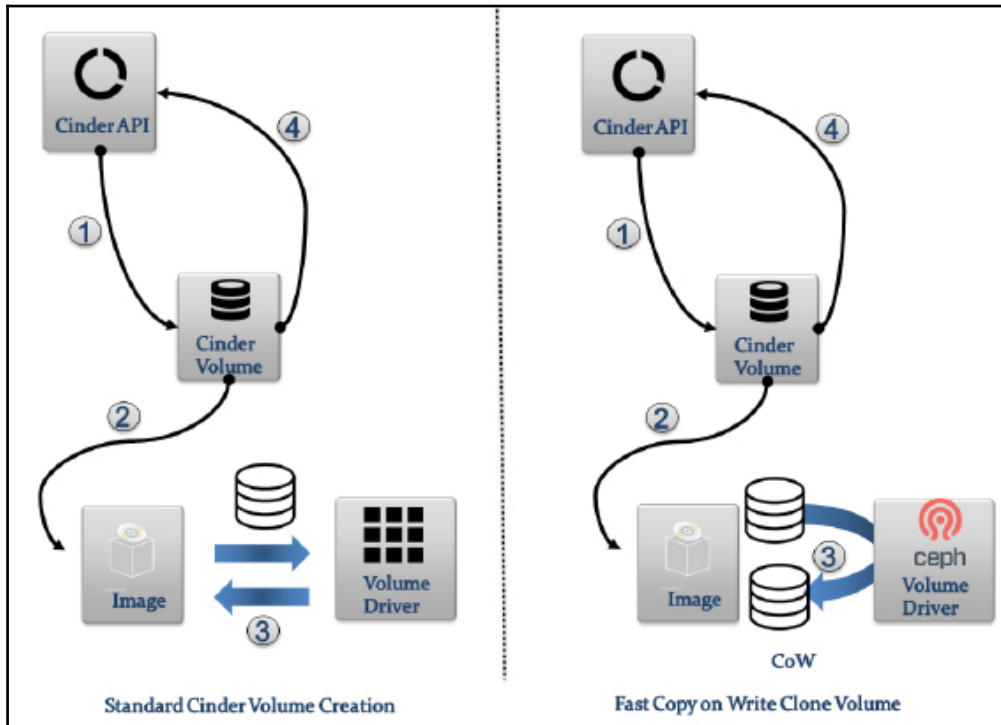 Cinder API
4
1
Cinder
Volume
2
Image
Volume
Driver
3
Standard Cinder Volume Creation
Cinder API
4
1
Cinder
Volume
2
Image
3
ceph
Volume
Driver
CoW
Fast Copy on Write Clone Volume